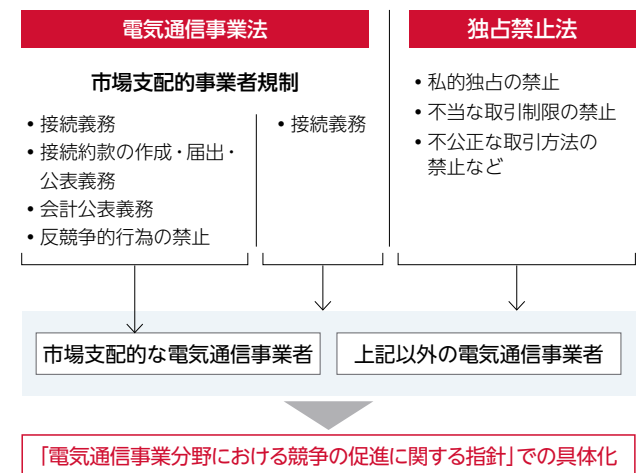 電気通信事業法
市場支配的事業者規制
•接続義務
•接続約款の作成・届出・
公表義務
•会計公表義務
•反競争的行為の禁止
•接続義務
独占禁止法
•私的独占の禁止
•不当な取引制限の禁止
•不公正な取引方法の
禁止など
市場支配的な電気通信事業者
上記以外の電気通信事業者
「電気通信事業分野における競争の促進に関する指針」での具体化